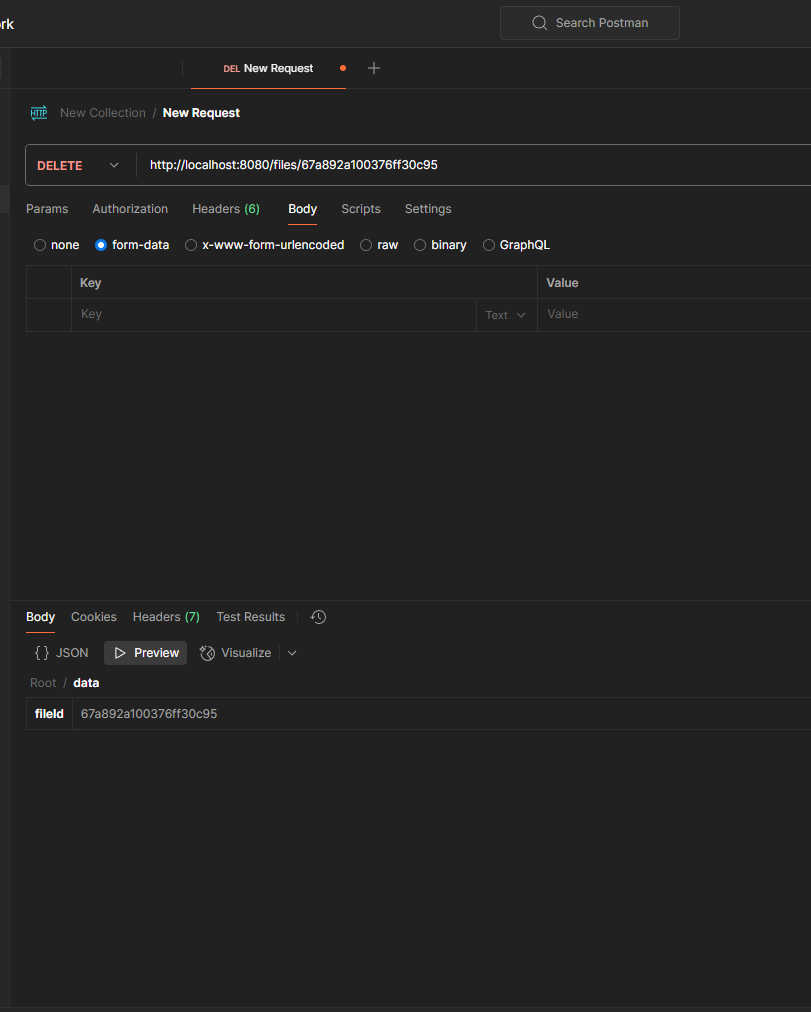 rk
Search Postman
DEL New Request
HTTP New Collection / New Request
DELETE http://localhost:8080/files/67a892a100376ff30c95
Params Authorization Headers (6) Body Scripts Settings
none form-data x-www-form-urlencoded raw binary GraphQL
Key Value
Key Text Value
Body Cookies Headers (7) Test Results
{} JSON Preview Visualize
Root / data
fileId 67a892a100376ff30c95